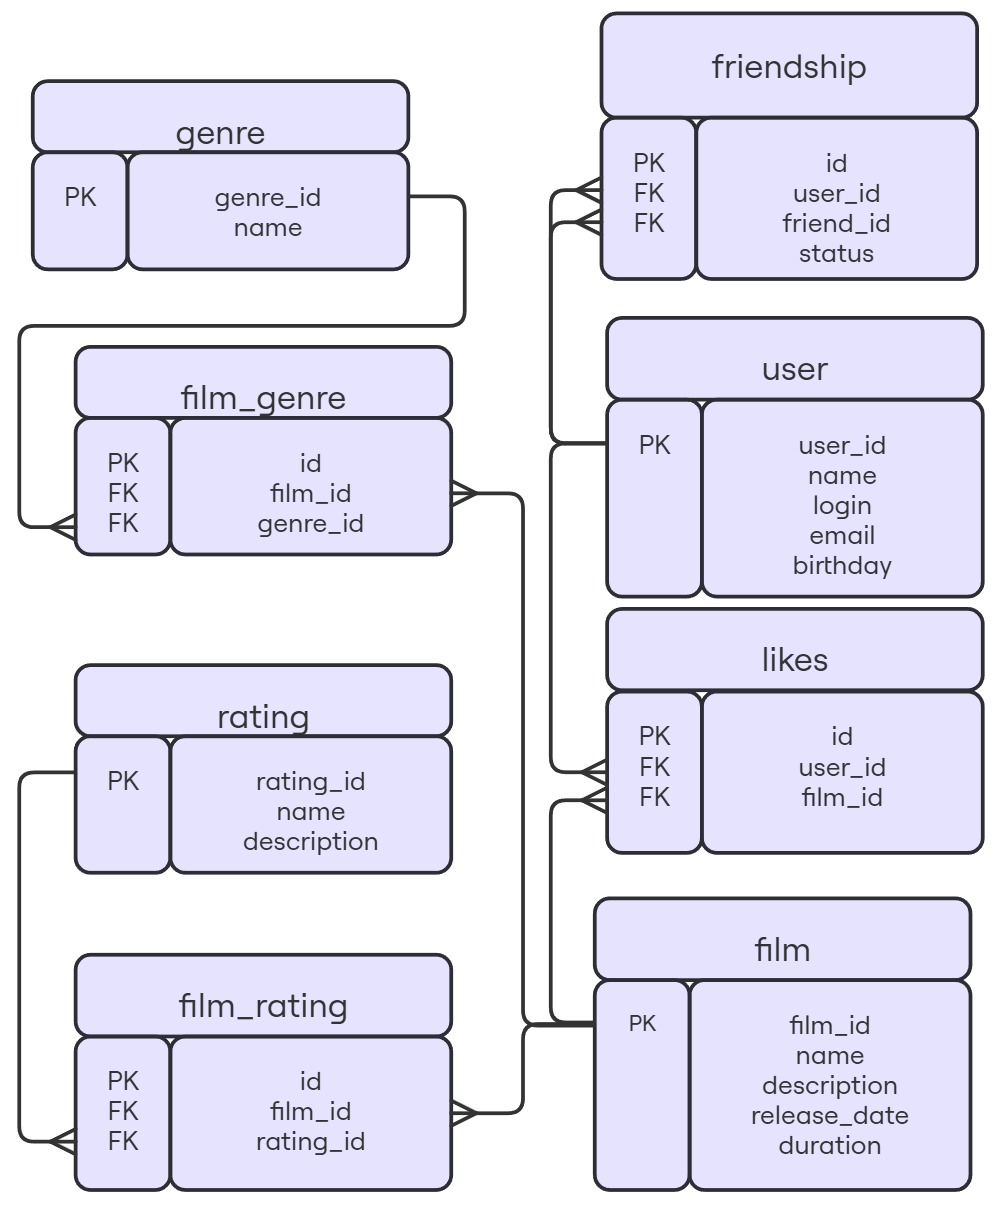 genre
PK genre_id
name
film_genre
PK id
FK film_id
FK genre_id
rating
PK rating_id
name
description
film_rating
PK id
FK film_id
FK rating_id
friendship
PK id
FK user_id
FK friend_id
status
user
PK user_id
name
login
email
birthday
likes
PK id
FK user_id
FK film_id
film
PK film_id
name
description
release_date
duration